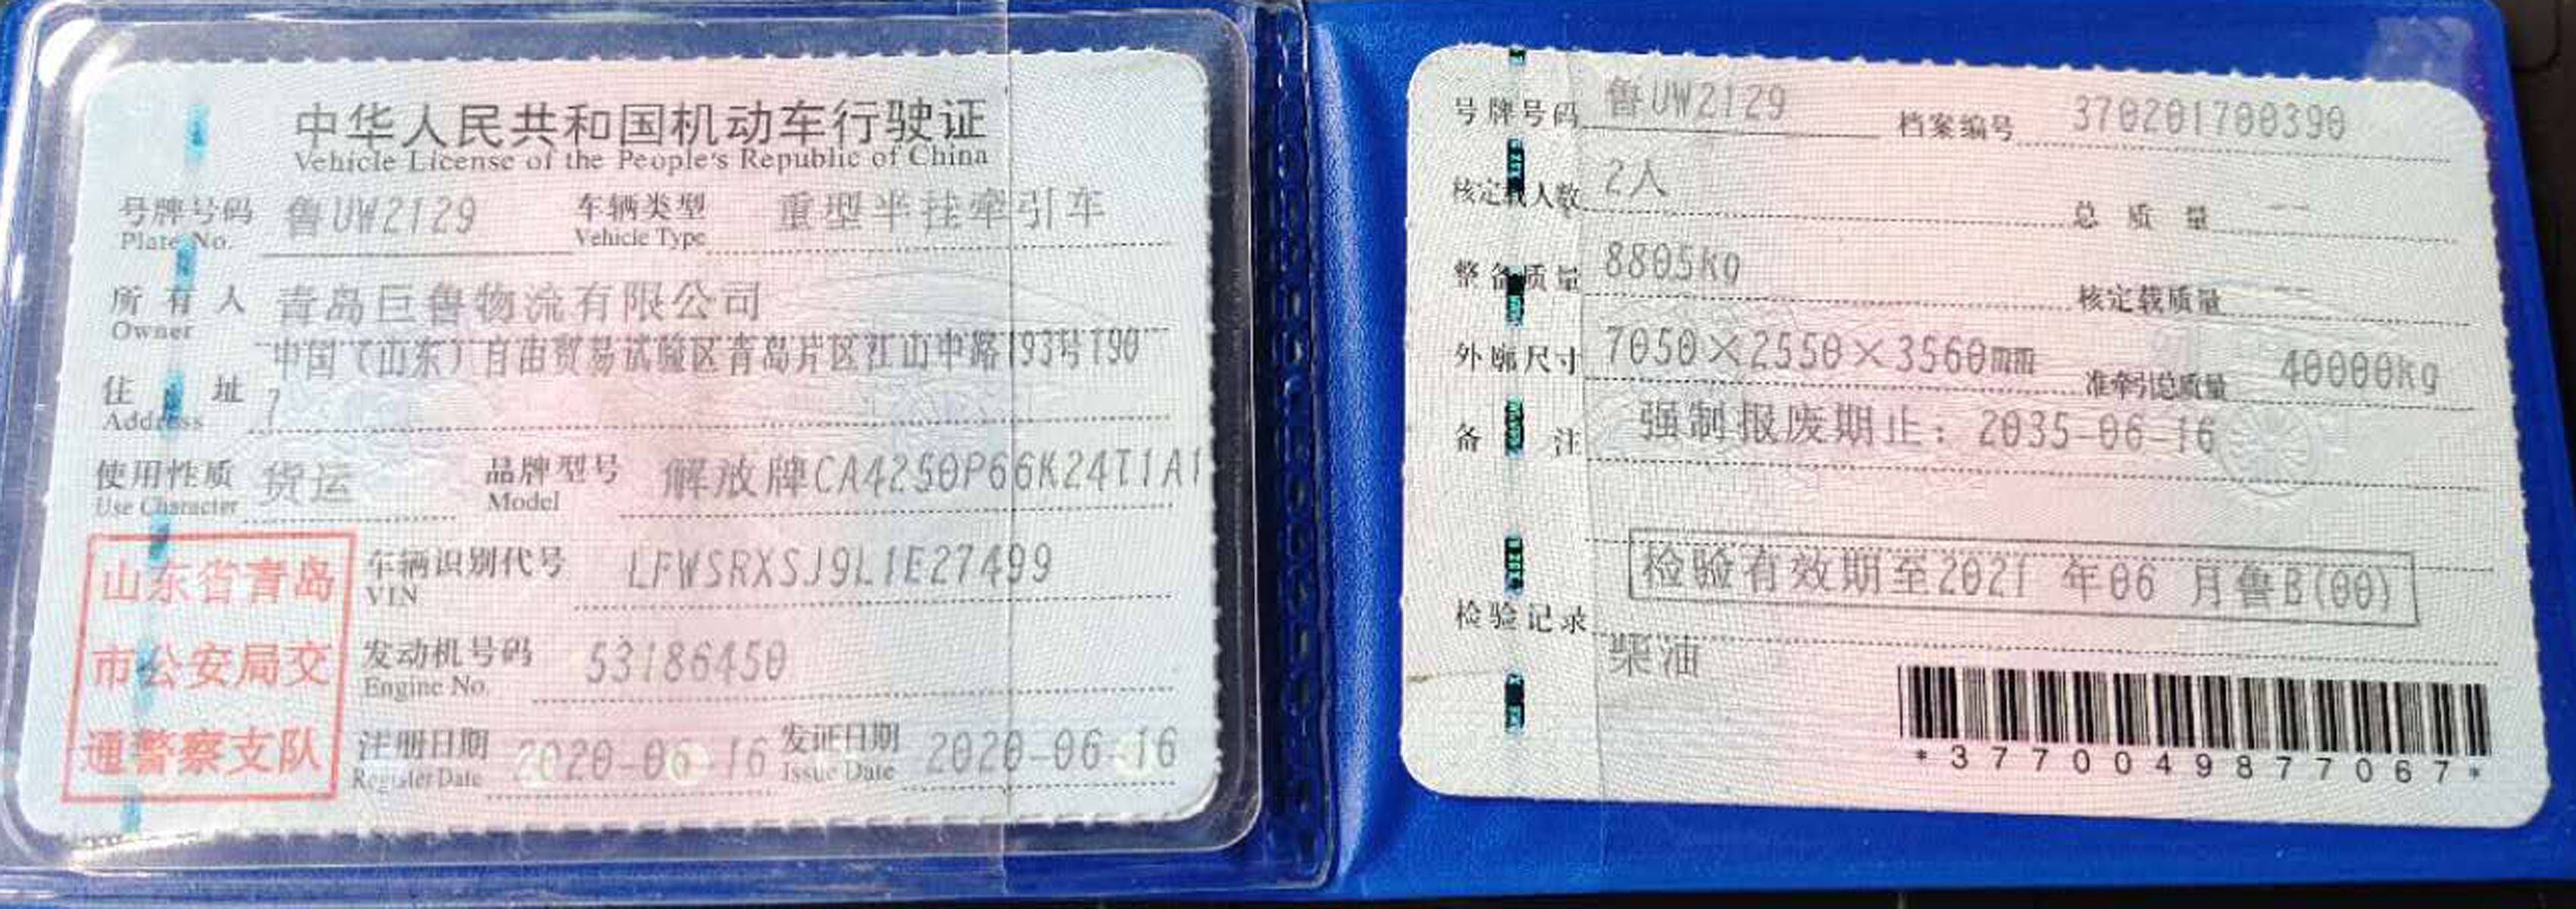 中华人民共和国机动车行驶证
Vehicle License of the People's Republic of China
号牌号码 鲁UW2129 车辆类型 重型半挂牵引车
Plate No. Vehicle Type
所有人 青岛巨鲁物流有限公司
Owner
中国(山东)自由贸易试验区青岛片区江山中路193号T90
住址 7
Address
使用性质 货运 品牌型号 解放牌CA4250P66K24T1A1
Use Character Model
山东省青岛
市公安局交
通警察支队
车辆识别代号 LFWSRXSJ9L1E27499
VIN
发动机号码 53186450
Engine No.
注册日期 2020-06-16 发证日期 2020-06-16
Register Date Issue Date
号牌号码 鲁UW2129 档案编号 370201700390
核定载人数 2人 总质量 --
整备质量 8805kg 核定载质量 --
外廓尺寸 7050×2550×3560mm 准牵引总质量 40000kg
备注 强制报废期止：2035-06-16
检验有效期至2021 年06 月鲁B(00)
检验记录
柴油
*3770049877067*